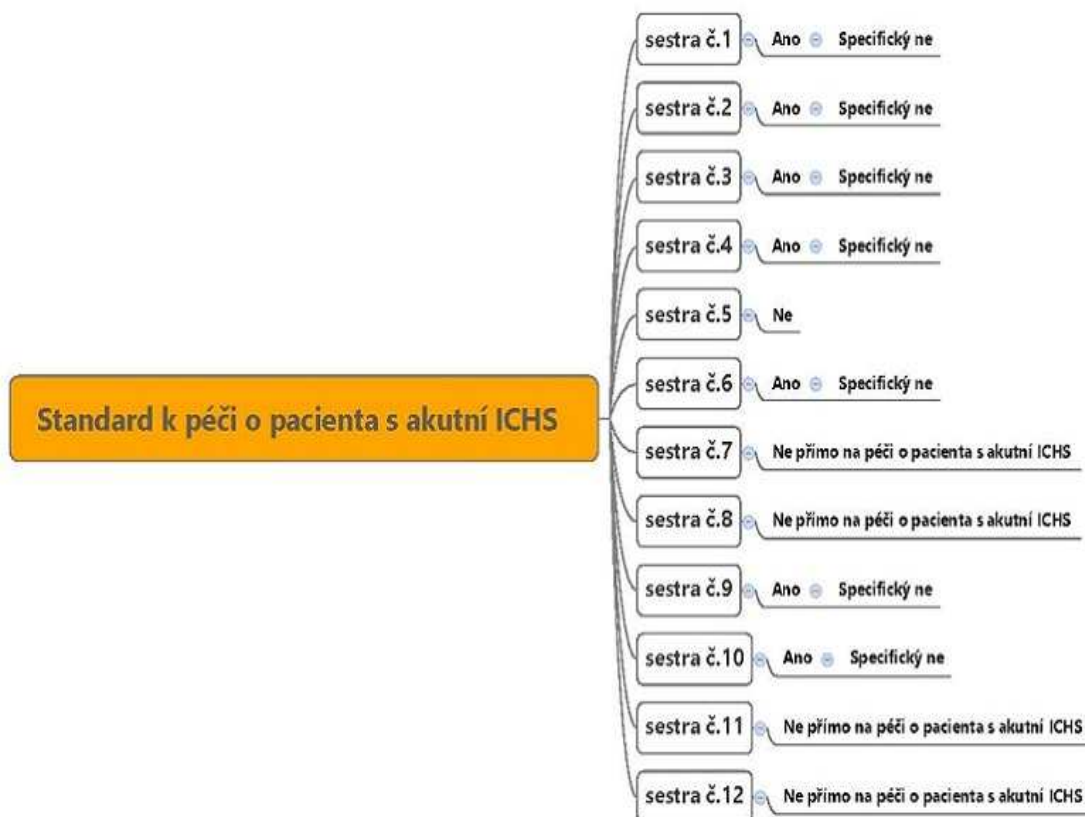 sestra č.1 Ano Specifický ne
sestra č.2 Ano Specifický ne
sestra č.3 Ano Specifický ne
sestra č.4 Ano Specifický ne
sestra č.5 Ne
sestra č.6 Ano Specifický ne
Standard k péči o pacienta s akutní ICHS
sestra č.7 Ne přímo na péči o pacienta s akutní ICHS
sestra č.8 Ne přímo na péči o pacienta s akutní ICHS
sestra č.9 Ano Specifický ne
sestra č.10 Ano Specifický ne
sestra č.11 Ne přímo na péči o pacienta s akutní ICHS
sestra č.12 Ne přímo na péči o pacienta s akutní ICHS